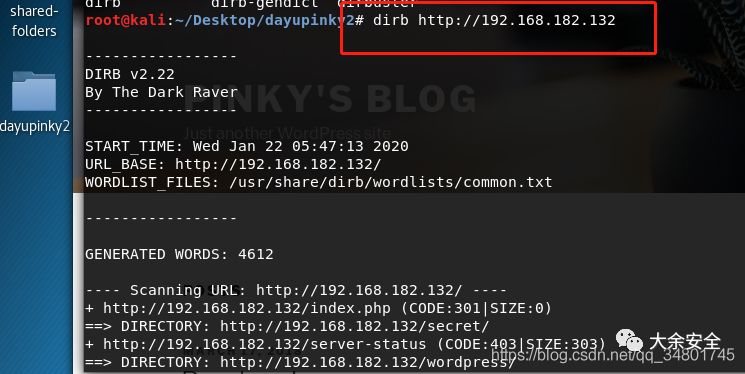 shared-
folders
dayupinky2
dirb dirb-gendict dirbuster
root@kali:~/Desktop/dayupinky2# dirb http://192.168.182.132
-----------------
DIRB v2.22
By The Dark Raver
-----------------
PINKY'S BLOG
Just another WordPress site
START_TIME: Wed Jan 22 05:47:13 2020
URL_BASE: http://192.168.182.132/
WORDLIST_FILES: /usr/share/dirb/wordlists/common.txt
-----------------
GENERATED WORDS: 4612
---- Scanning URL: http://192.168.182.132/ ----
+ http://192.168.182.132/index.php (CODE:301|SIZE:0)
==> DIRECTORY: http://192.168.182.132/secret/
+ http://192.168.182.132/server-status (CODE:403|SIZE:303)
大余安全
https://blog.csdn.net/qq_34801745
==> DIRECTORY: http://192.168.182.132/wordpress/